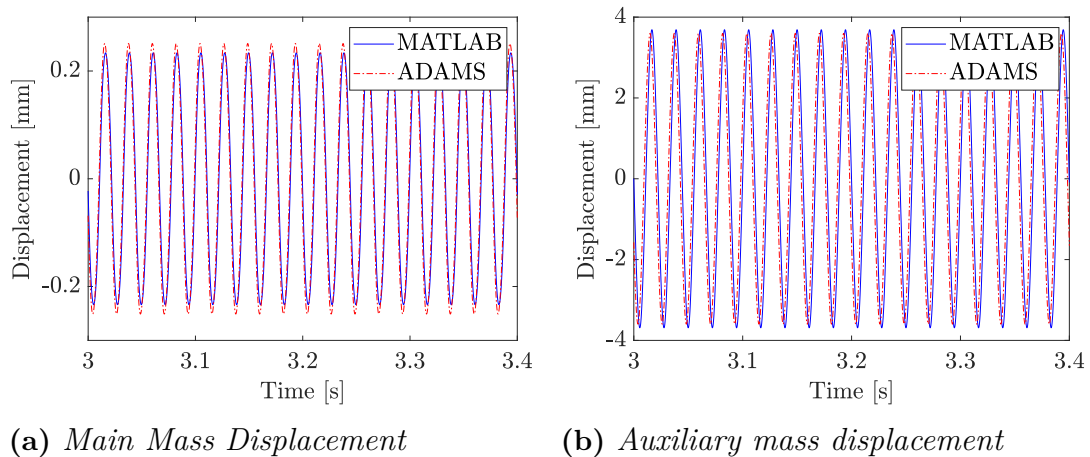 MATLAB
ADAMS
0.2
0
-0.2
Displacement [mm]
3
3.1
3.2
3.3
3.4
Time [s]
(a) Main Mass Displacement
MATLAB
ADAMS
4
2
0
-2
-4
Displacement [mm]
3
3.1
3.2
3.3
3.4
Time [s]
(b) Auxiliary mass displacement